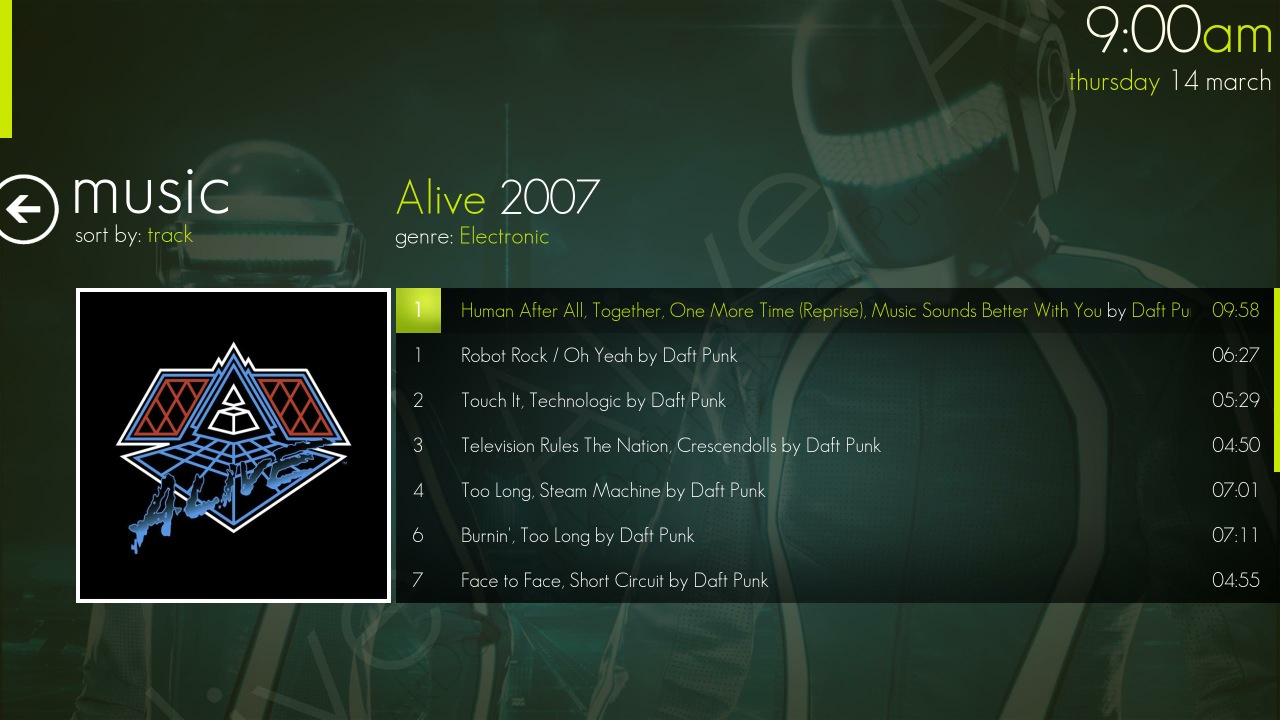 9:00am
thursday 14 march
music
sort by: track
Alive 2007
genre: Electronic
ALIVE
1 Human After All, Together, One More Time (Reprise), Music Sounds Better With You by Daft Pu 09:58
1 Robot Rock / Oh Yeah by Daft Punk 06:27
2 Touch It, Technologic by Daft Punk 05:29
3 Television Rules The Nation, Crescendolls by Daft Punk 04:50
4 Too Long, Steam Machine by Daft Punk 07:01
6 Burnin', Too Long by Daft Punk 07:11
7 Face to Face, Short Circuit by Daft Punk 04:55